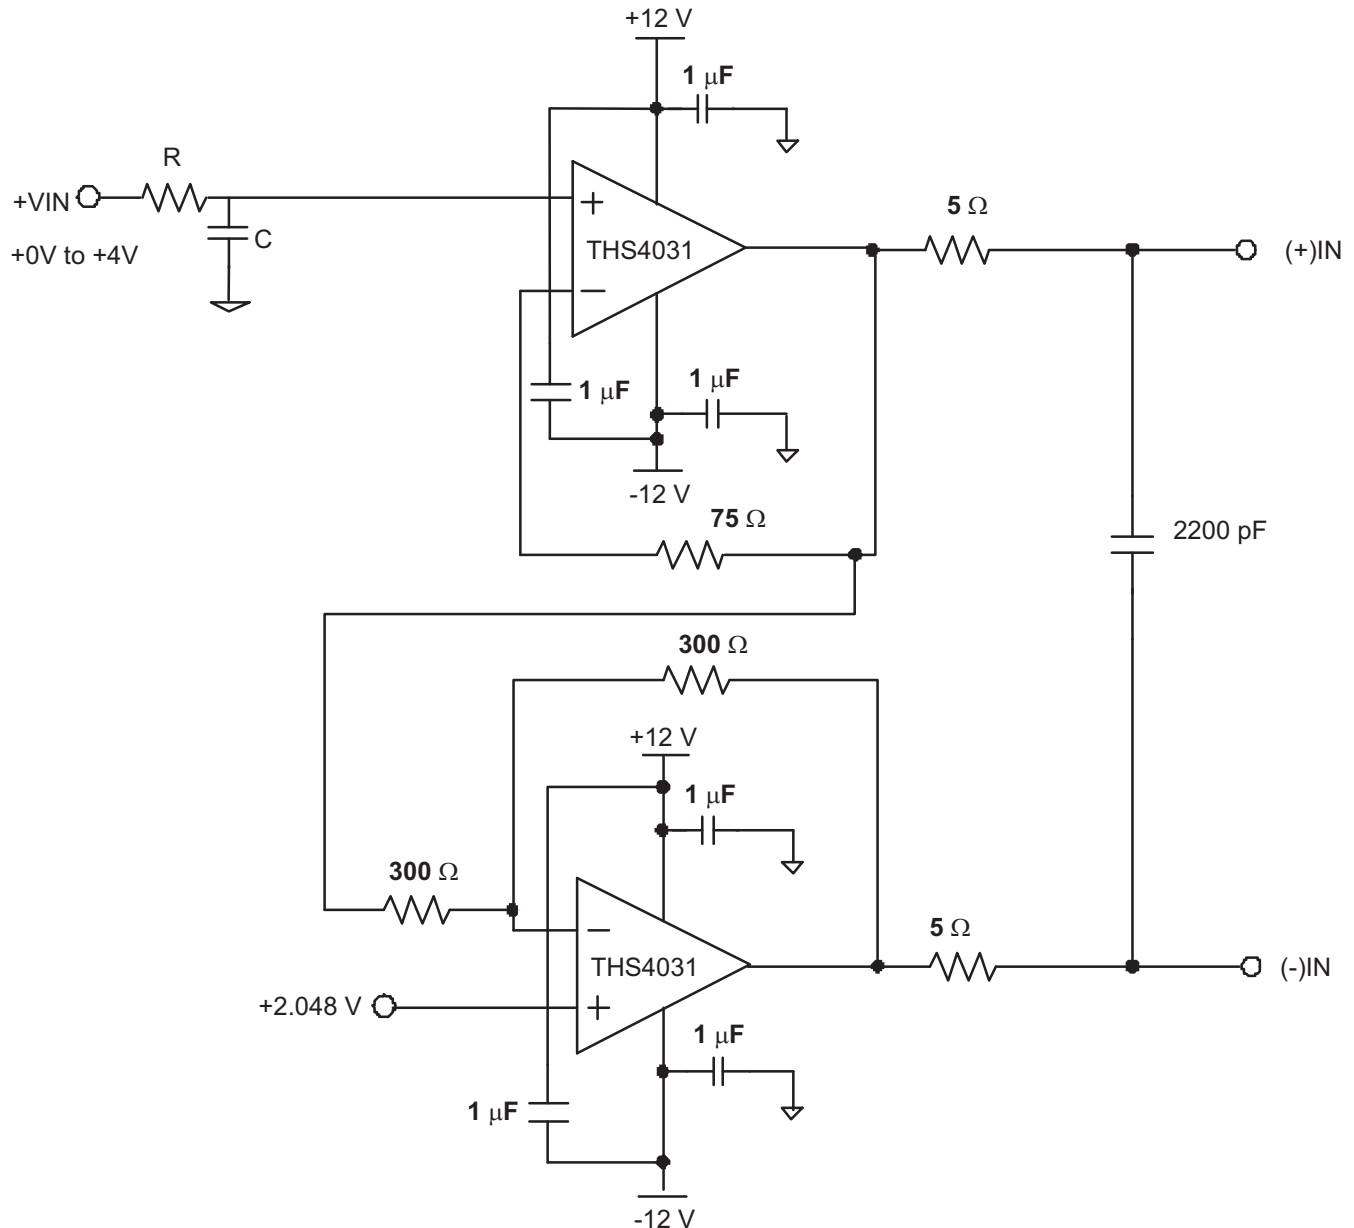 +12 V
1 μF
R
+VIN
C
+0V to +4V
+
THS4031
−
5 Ω
(+)IN
1 μF
1 μF
-12 V
75 Ω
2200 pF
300 Ω
+12 V
1 μF
300 Ω
−
THS4031
+
5 Ω
(-)IN
+2.048 V
1 μF
1 μF
-12 V